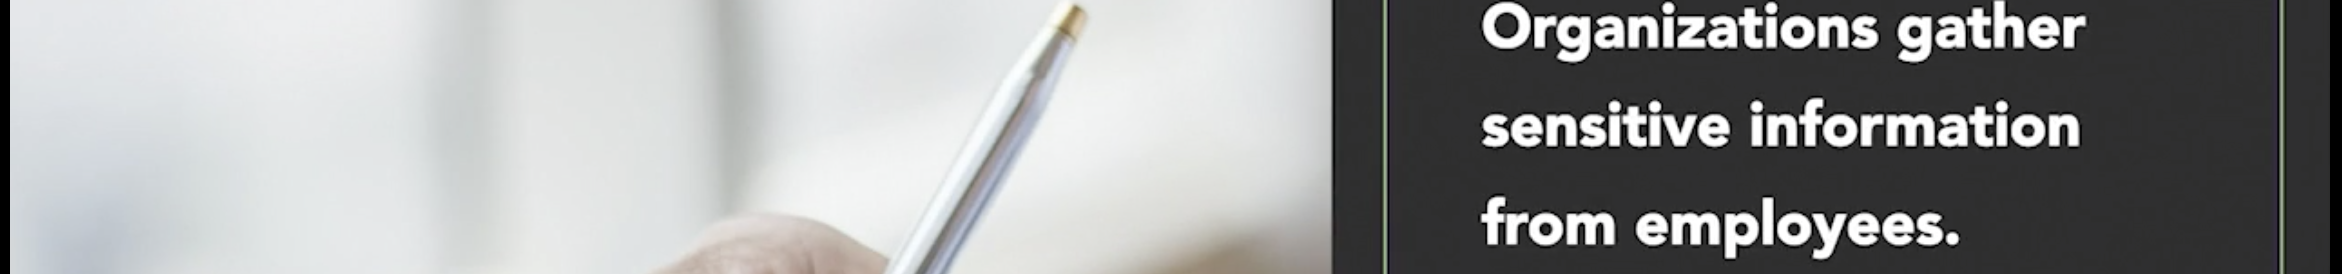 Organizations gather
sensitive information
from employees.